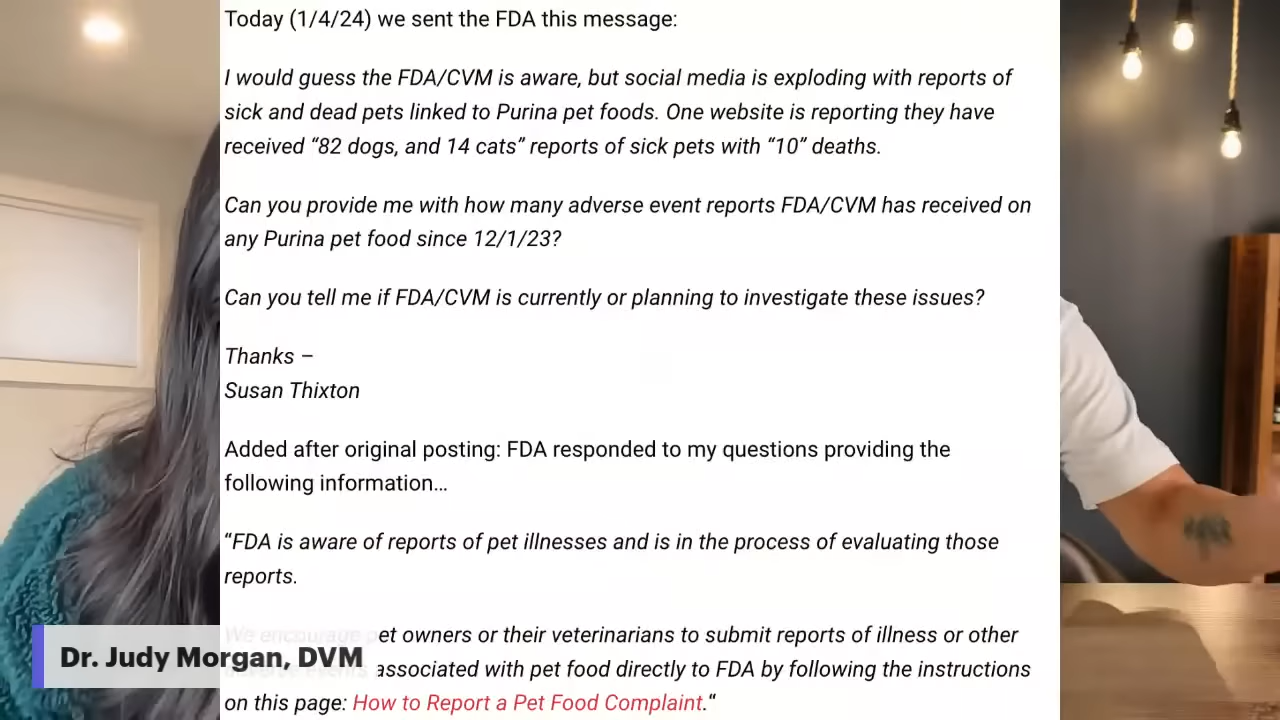 Today (1/4/24) we sent the FDA this message:
I would guess the FDA/CVM is aware, but social media is exploding with reports of
sick and dead pets linked to Purina pet foods. One website is reporting they have
received “82 dogs, and 14 cats” reports of sick pets with “10” deaths.
Can you provide me with how many adverse event reports FDA/CVM has received on
any Purina pet food since 12/1/23?
Can you tell me if FDA/CVM is currently or planning to investigate these issues?
Thanks –
Susan Thixton
Added after original posting: FDA responded to my questions providing the
following information…
“FDA is aware of reports of pet illnesses and is in the process of evaluating those
reports.
We encourage pet owners or their veterinarians to submit reports of illness or other
associated with pet food directly to FDA by following the instructions
on this page: How to Report a Pet Food Complaint.“
Dr. Judy Morgan, DVM